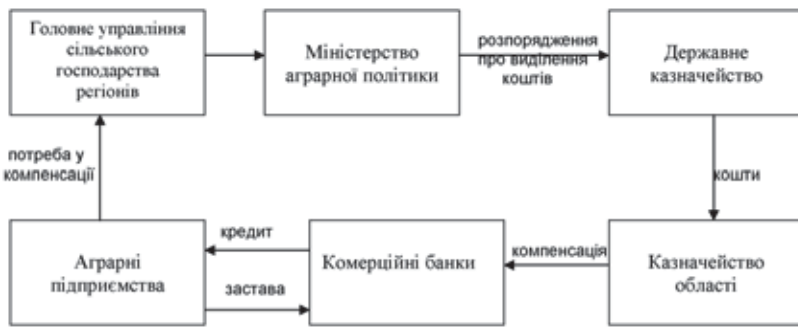 Головне управління
сільського
господарства
регіонів
Міністерство
аграрної політики
розпорядження
про виділення
коштів
Державне
казначейство
потреба у
компенсації
кошти
Аграрні
підприємства
кредит
застава
Комерційні банки
компенсація
Казначейство
області